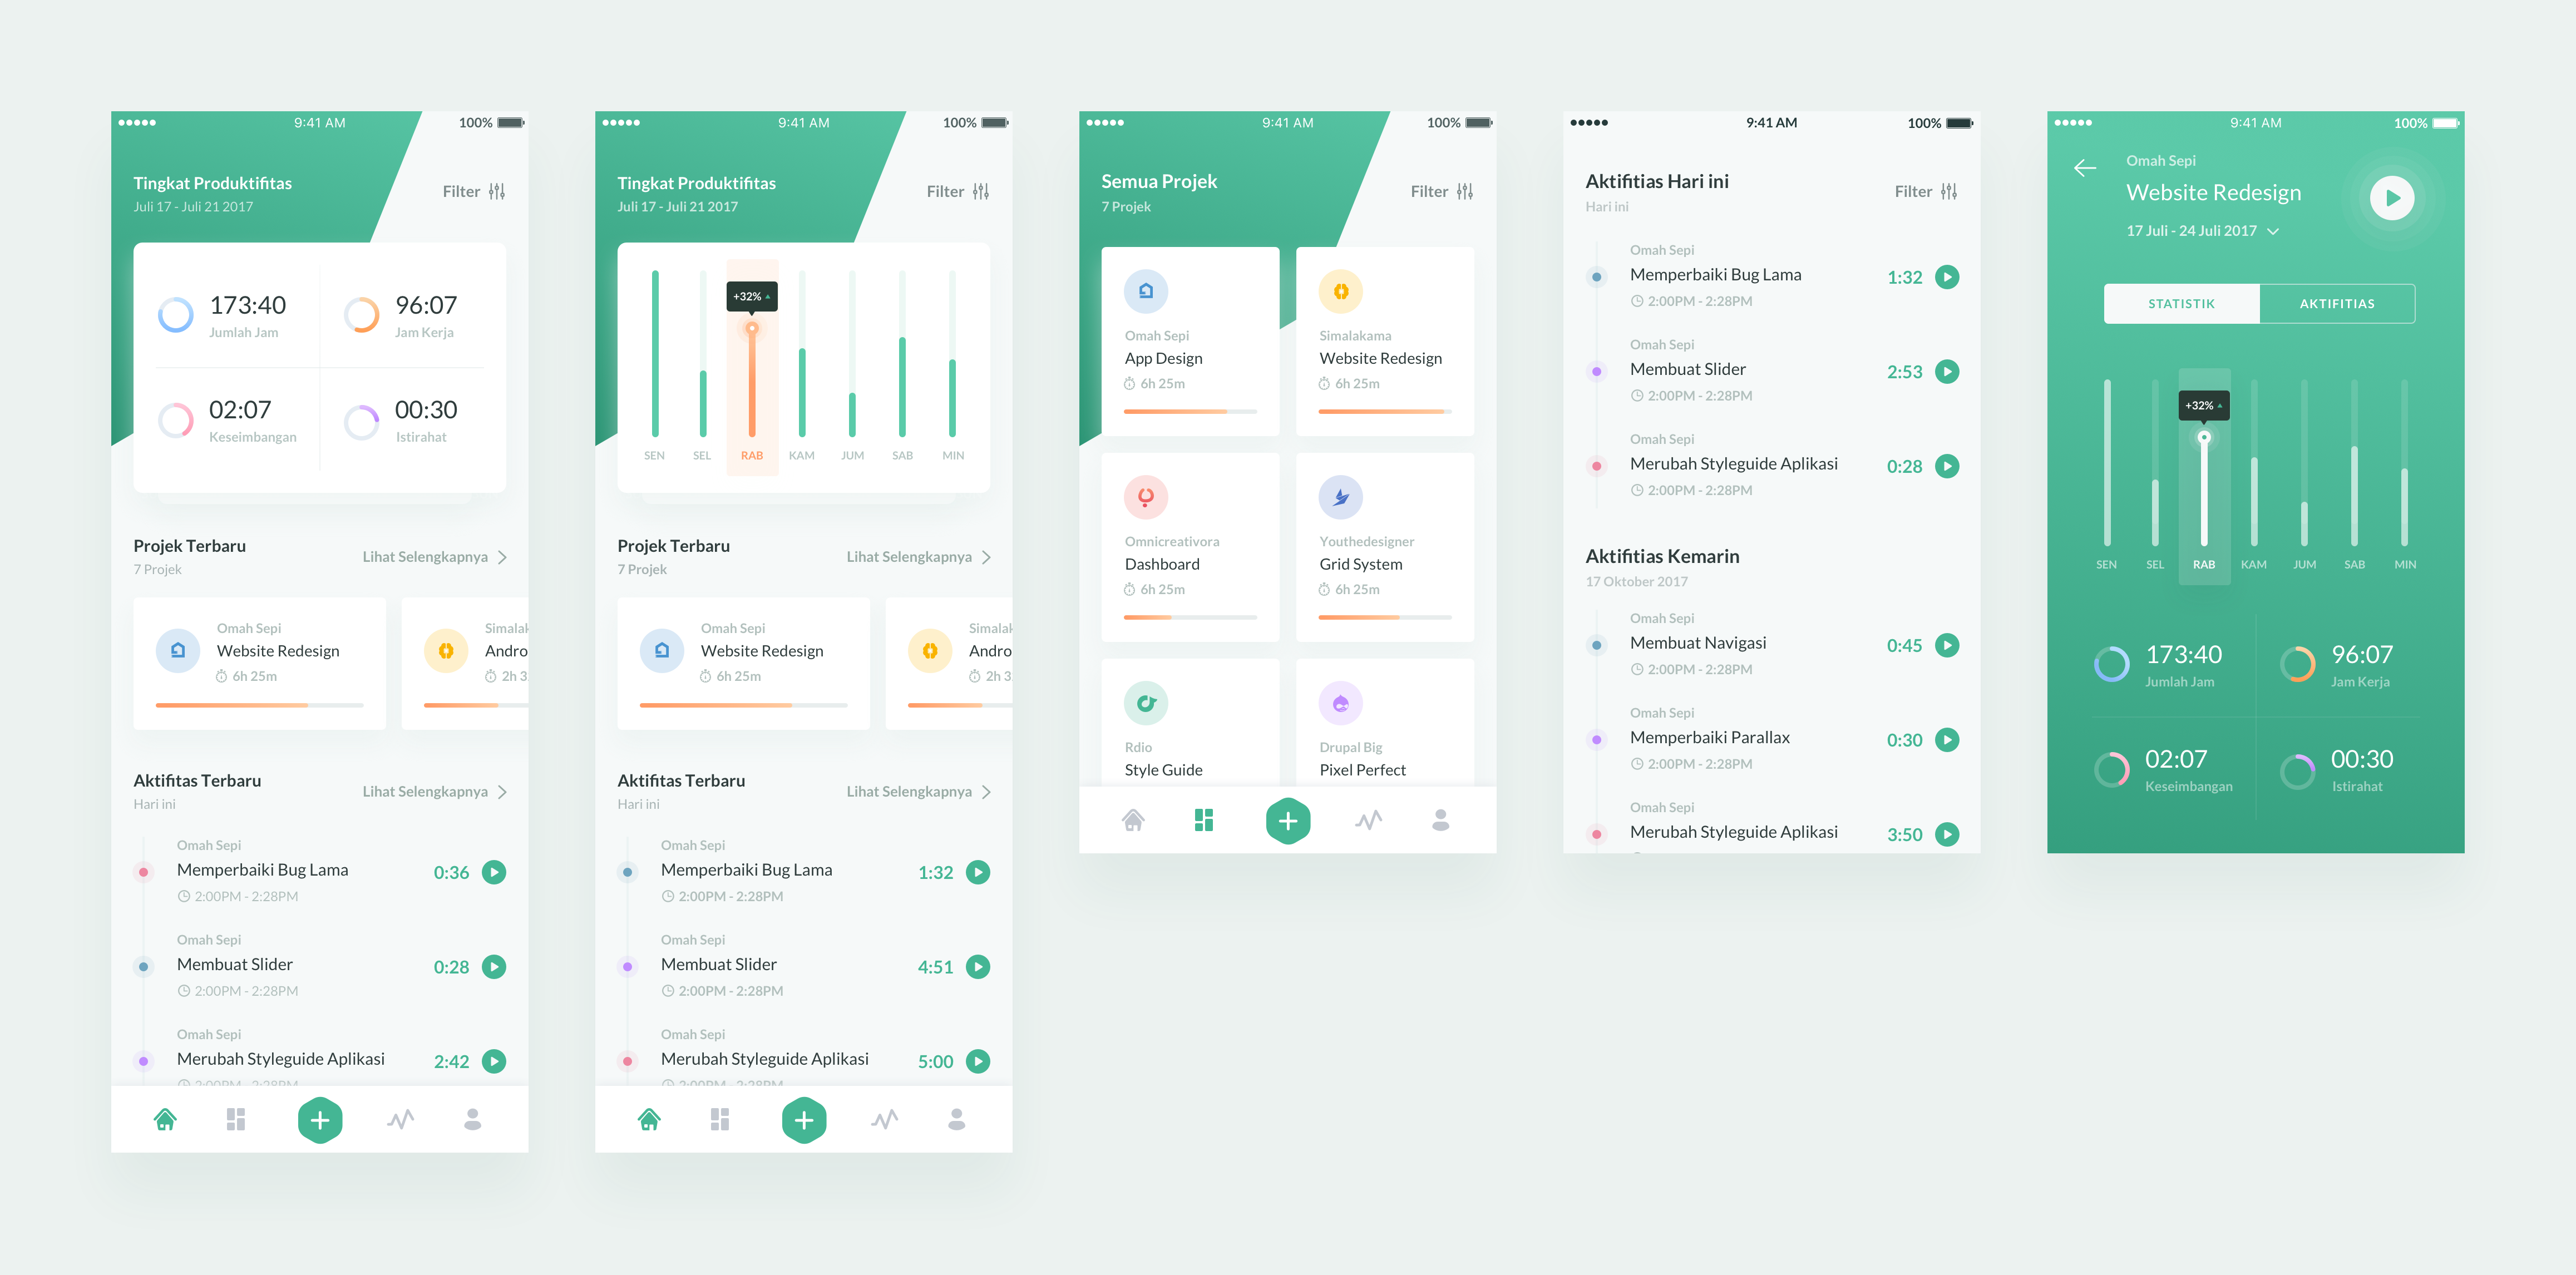 9:41 AM
100%
Tingkat Produktifitas
Juli 17 - Juli 21 2017
Filter
173:40
Jumlah Jam
96:07
Jam Kerja
02:07
Keseimbangan
00:30
Istirahat
Projek Terbaru
7 Projek
Lihat Selengkapnya
Omah Sepi
Website Redesign
6h 25m
Simalak
Andro
2h 3
Aktifitas Terbaru
Hari ini
Lihat Selengkapnya
Omah Sepi
Memperbaiki Bug Lama
2:00PM - 2:28PM
0:36
Omah Sepi
Membuat Slider
2:00PM - 2:28PM
0:28
Omah Sepi
Merubah Styleguide Aplikasi
2:00PM - 2:28PM
2:42
9:41 AM
100%
Tingkat Produktifitas
Juli 17 - Juli 21 2017
Filter
+32%
SEN SEL RAB KAM JUM SAB MIN
Projek Terbaru
7 Projek
Lihat Selengkapnya
Omah Sepi
Website Redesign
6h 25m
Simalak
Andro
2h 3
Aktifitas Terbaru
Hari ini
Lihat Selengkapnya
Omah Sepi
Memperbaiki Bug Lama
2:00PM - 2:28PM
1:32
Omah Sepi
Membuat Slider
2:00PM - 2:28PM
4:51
Omah Sepi
Merubah Styleguide Aplikasi
2:00PM - 2:28PM
5:00
9:41 AM
100%
Semua Projek
7 Projek
Filter
Omah Sepi
App Design
6h 25m
Simalakama
Website Redesign
6h 25m
Omnicreativora
Dashboard
6h 25m
Youthedesigner
Grid System
6h 25m
Rdio
Style Guide
Drupal Big
Pixel Perfect
9:41 AM
100%
Aktifitias Hari ini
Hari ini
Filter
Omah Sepi
Memperbaiki Bug Lama
2:00PM - 2:28PM
1:32
Omah Sepi
Membuat Slider
2:00PM - 2:28PM
2:53
Omah Sepi
Merubah Styleguide Aplikasi
2:00PM - 2:28PM
0:28
Aktifitias Kemarin
17 Oktober 2017
Omah Sepi
Membuat Navigasi
2:00PM - 2:28PM
0:45
Omah Sepi
Memperbaiki Parallax
2:00PM - 2:28PM
0:30
Omah Sepi
Merubah Styleguide Aplikasi
3:50
9:41 AM
100%
Omah Sepi
Website Redesign
17 Juli - 24 Juli 2017
STATISTIK
AKTIFITIAS
+32%
SEN SEL RAB KAM JUM SAB MIN
173:40
Jumlah Jam
96:07
Jam Kerja
02:07
Keseimbangan
00:30
Istirahat